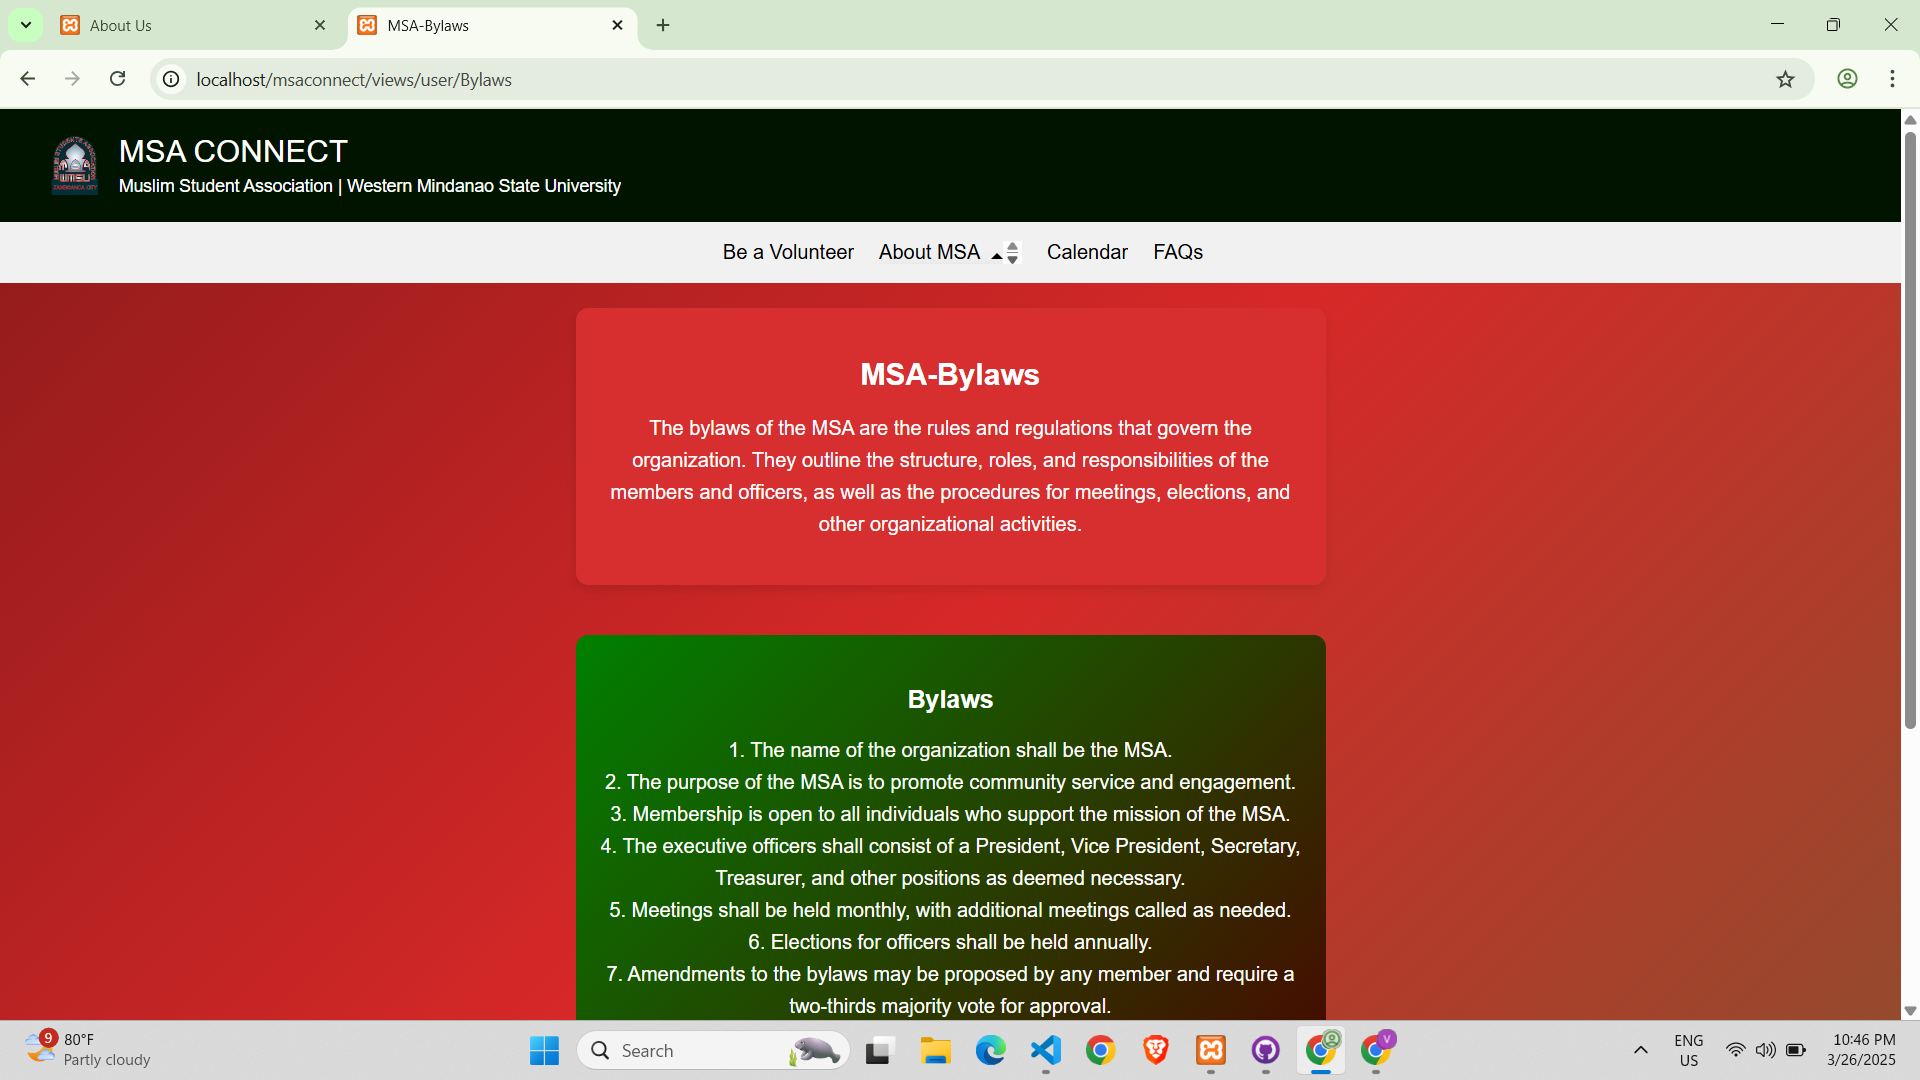 About Us
MSA-Bylaws
localhost/msaconnect/views/user/Bylaws
MSA CONNECT
Muslim Student Association | Western Mindanao State University
Be a Volunteer About MSA Calendar FAQs
MSA-Bylaws
The bylaws of the MSA are the rules and regulations that govern the
organization. They outline the structure, roles, and responsibilities of the
members and officers, as well as the procedures for meetings, elections, and
other organizational activities.
Bylaws
1. The name of the organization shall be the MSA.
2. The purpose of the MSA is to promote community service and engagement.
3. Membership is open to all individuals who support the mission of the MSA.
4. The executive officers shall consist of a President, Vice President, Secretary,
Treasurer, and other positions as deemed necessary.
5. Meetings shall be held monthly, with additional meetings called as needed.
6. Elections for officers shall be held annually.
7. Amendments to the bylaws may be proposed by any member and require a
two-thirds majority vote for approval.
9
80°F
Partly cloudy
Search
V
ENG
US
10:46 PM
3/26/2025